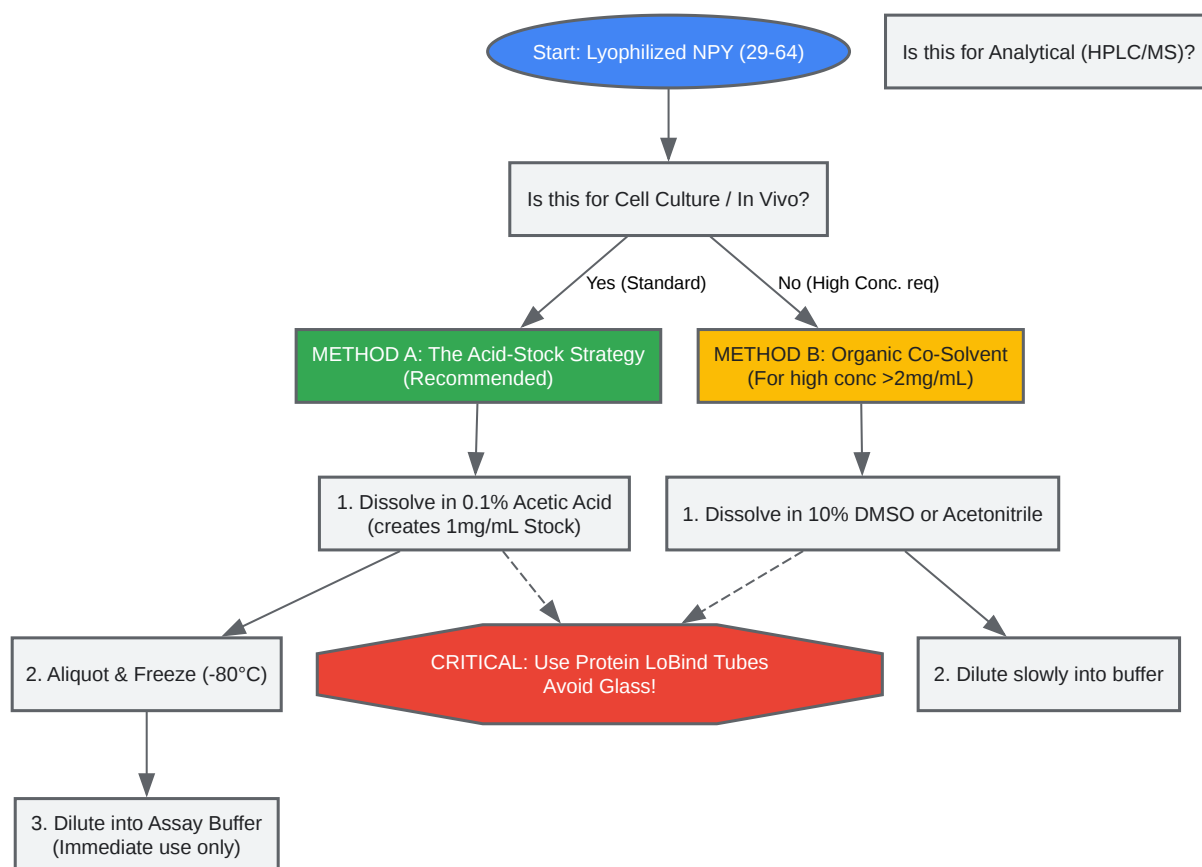 Start: Lyophilized NPY (29-64)
Is this for Analytical (HPLC/MS)?
Is this for Cell Culture / In Vivo?
Yes (Standard)
No (High Conc. req)
METHOD A: The Acid-Stock Strategy
(Recommended)
METHOD B: Organic Co-Solvent
(For high conc >2mg/mL)
1. Dissolve in 0.1% Acetic Acid
(creates 1mg/mL Stock)
1. Dissolve in 10% DMSO or Acetonitrile
2. Aliquot & Freeze (-80°C)
CRITICAL: Use Protein LoBind Tubes
Avoid Glass!
2. Dilute slowly into buffer
3. Dilute into Assay Buffer
(Immediate use only)